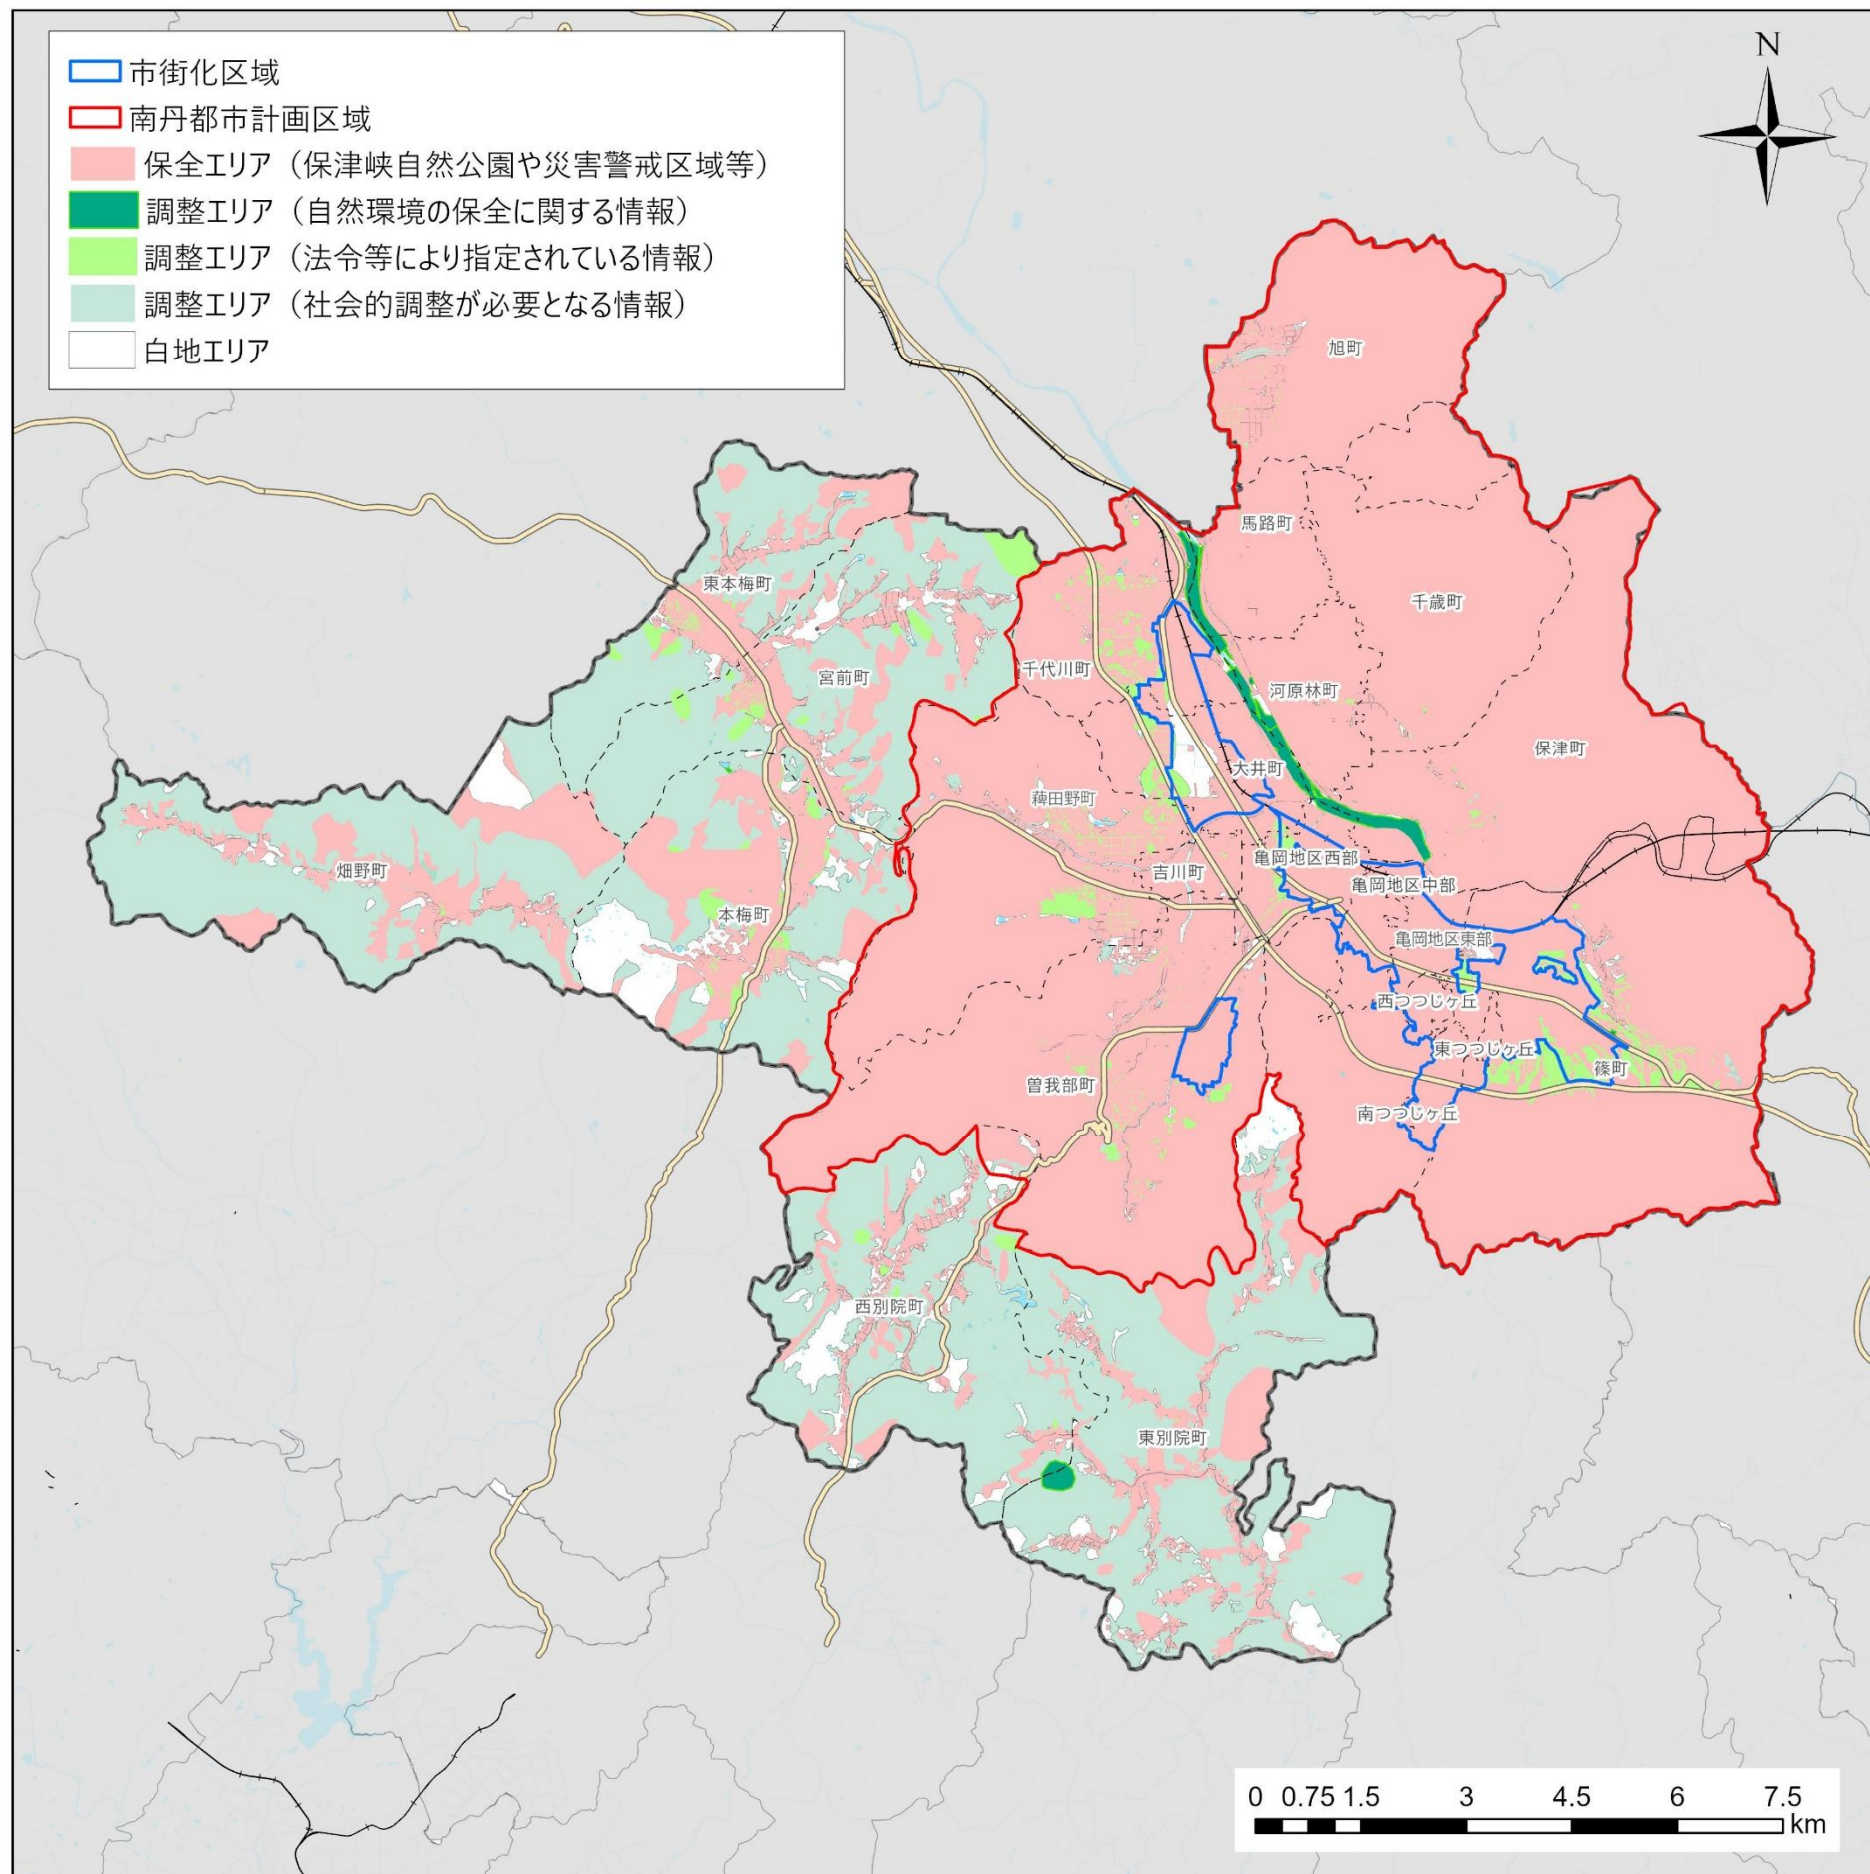 市街化区域
南丹都市計画区域
保全エリア（保津峡自然公園や災害警戒区域等）
調整エリア（自然環境の保全に関する情報）
調整エリア（法令等により指定されている情報）
調整エリア（社会的調整が必要となる情報）
白地エリア
N
旭町
馬路町
東本梅町
千歳町
宮前町
千代川町
河原林町
保津町
大井町
薭田野町
畑野町
吉川町
亀岡地区西部
亀岡地区中部
本梅町
亀岡地区東部
西つつじヶ丘
東つつじヶ丘
篠町
曽我部町
南つつじヶ丘
西別院町
東別院町
0 0.75 1.5 3 4.5 6 7.5
km